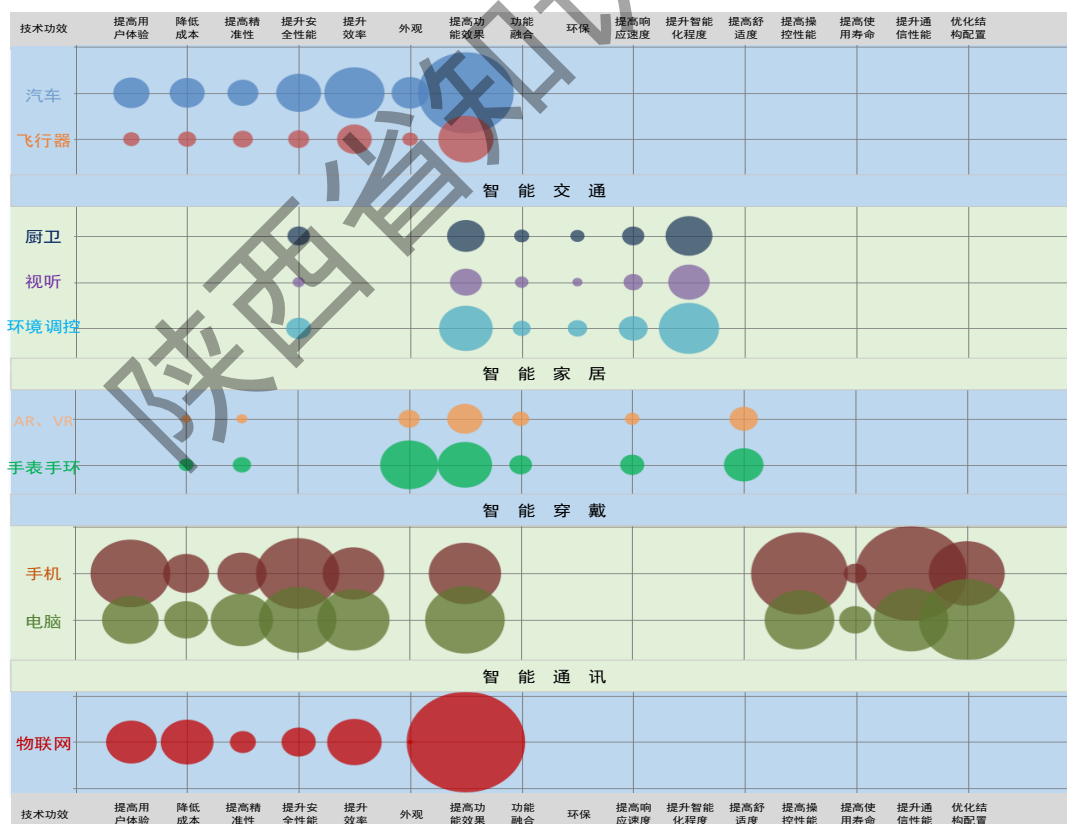 技术功效 提高用户体验 降低成本 提高精准性 提升安全性能 提升效率 外观 提高功能效果 功能融合 环保 提高响应速度 提升智能化程度 提高舒适度 提高操控性能 提高使用寿命 提升通信性能 优化结构配置
汽车
飞行器
智能交通
厨卫
视听
环境调控
智能家居
AR、VR
手表手环
智能穿戴
手机
电脑
智能通讯
物联网
技术功效 提高用户体验 降低成本 提高精准性 提升安全性能 提升效率 外观 提高功能效果 功能融合 环保 提高响应速度 提升智能化程度 提高舒适度 提高操控性能 提高使用寿命 提升通信性能 优化结构配置
陕西省知识